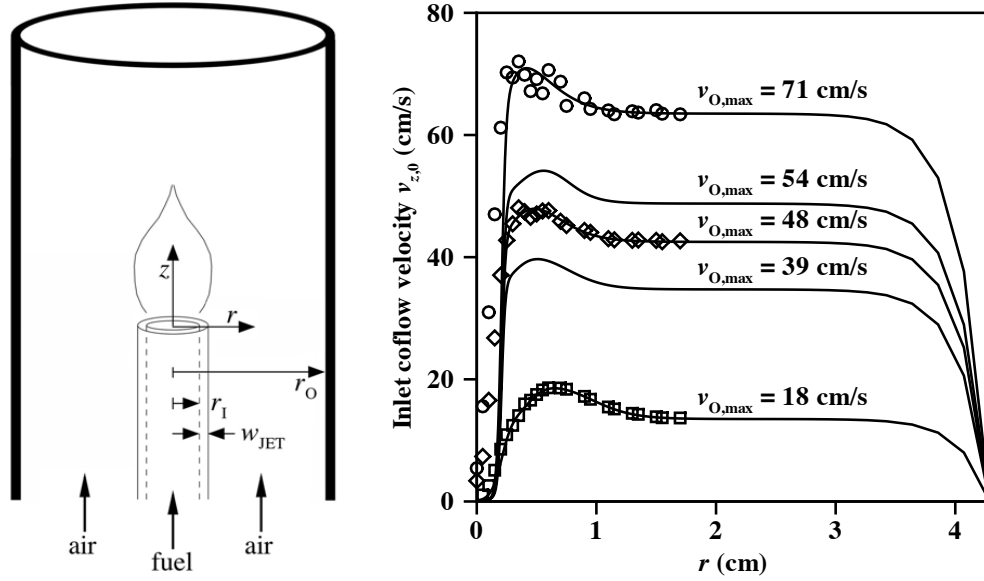 z
r
r_O
r_I
w_JET
air
fuel
air
Inlet coflow velocity v_z,0 (cm/s)
80
60
40
20
0
v_O,max = 71 cm/s
v_O,max = 54 cm/s
v_O,max = 48 cm/s
v_O,max = 39 cm/s
v_O,max = 18 cm/s
0
1
2
3
4
r (cm)